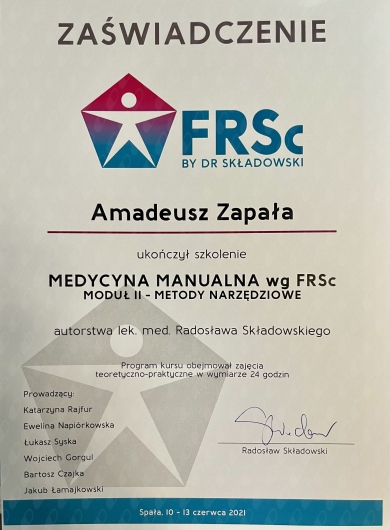 ZAŚWIADCZENIE
FRSc
BY DR SKŁADOWSKI
Amadeusz Zapała
ukończył szkolenie
MEDYCYNA MANUALNA wg FRSc
MODUŁ II - METODY NARZĘDZIOWE
autorstwa lek. med. Radosława Składowskiego
Program kursu obejmował zajęcia
teoretyczno-praktyczne w wymiarze 24 godzin
Prowadzący:
Katarzyna Rajfur
Ewelina Napiórkowska
Łukasz Syska
Wojciech Gorgul
Bartosz Czajka
Jakub Łamajkowski
Radosław Składowski
Spała, 10 - 13 czerwca 2021